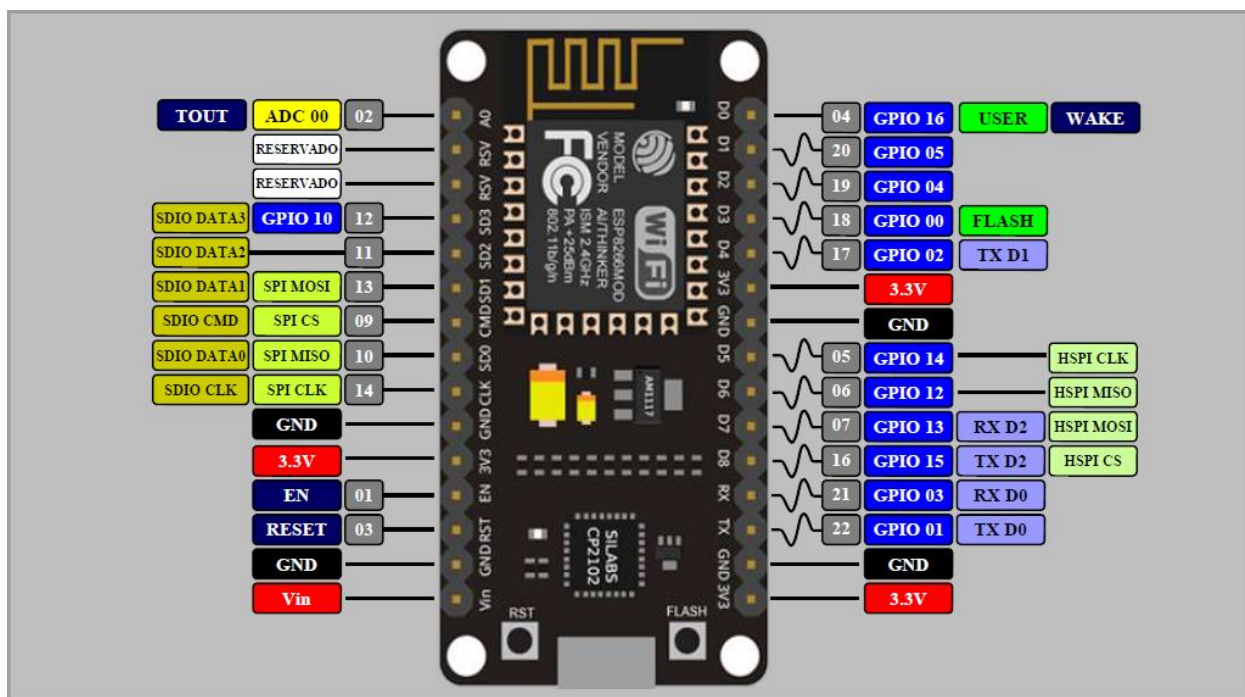 TOUT ADC 00 02 A0 D0 04 GPIO 16 USER WAKE
RESERVADO RSV D1 20 GPIO 05
RESERVADO RSV D2 19 GPIO 04
SDIO DATA3 GPIO 10 12 SD3 D3 18 GPIO 00 FLASH
SDIO DATA2 11 SD2 D4 17 GPIO 02 TX D1
SDIO DATA1 SPI MOSI 13 SD1 3V3 3.3V
SDIO CMD SPI CS 09 CMD GND GND
SDIO DATA0 SPI MISO 10 SD0 D5 05 GPIO 14 HSPI CLK
SDIO CLK SPI CLK 14 CLK D6 06 GPIO 12 HSPI MISO
GND GND D7 07 GPIO 13 RX D2 HSPI MOSI
3.3V 3V3 D8 16 GPIO 15 TX D2 HSPI CS
EN 01 EN RX 21 GPIO 03 RX D0
RESET 03 RST TX 22 GPIO 01 TX D0
GND GND GND GND
Vin Vin 3V3 3.3V
MODEL ESP8266MOD
VENDOR AI/THINKER
ISM 2.4GHz
PA +25dBm
802.11b/g/n
FC
WiFi
AM1117
SILABS
CP2102
RST
FLASH